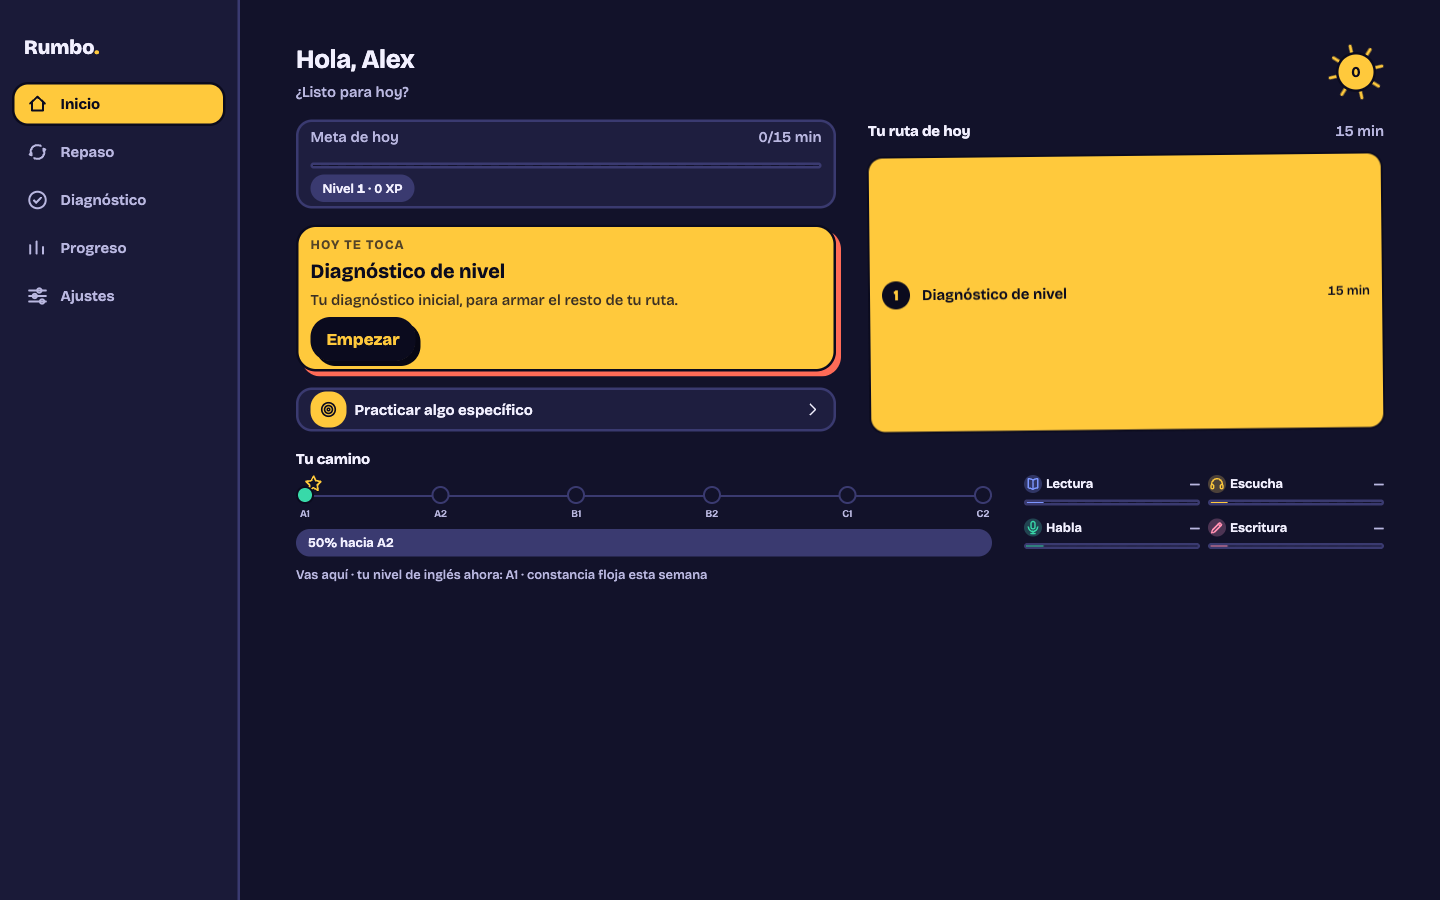 Rumbo.
Inicio
Repaso
Diagnóstico
Progreso
Ajustes
Hola, Alex
¿Listo para hoy?
0
Meta de hoy 0/15 min
Nivel 1 · 0 XP
HOY TE TOCA
Diagnóstico de nivel
Tu diagnóstico inicial, para armar el resto de tu ruta.
Empezar
Practicar algo específico
Tu ruta de hoy 15 min
1 Diagnóstico de nivel 15 min
Tu camino
A1 A2 B1 B2 C1 C2
50% hacia A2
Vas aquí · tu nivel de inglés ahora: A1 · constancia floja esta semana
Lectura –
Escucha –
Habla –
Escritura –